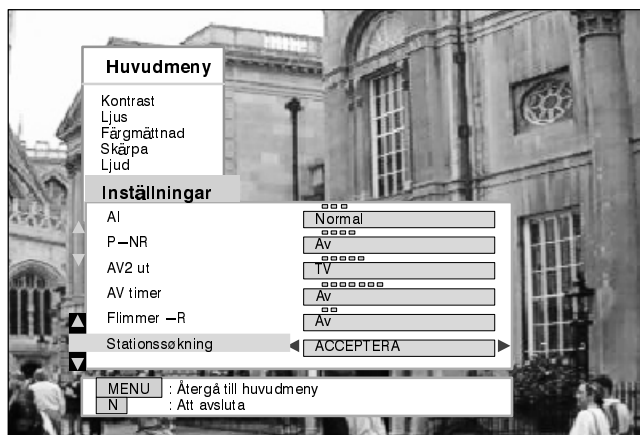 Huvudmeny
Kontrast
Ljus
Färgmättnad
Skärpa
Ljud
Inställningar
AI Normal
P–NR Av
AV2 ut TV
AV timer Av
Flimmer –R Av
Stationssøkning ACCEPTERA
MENU : Återgå till huvudmeny
N : Att avsluta